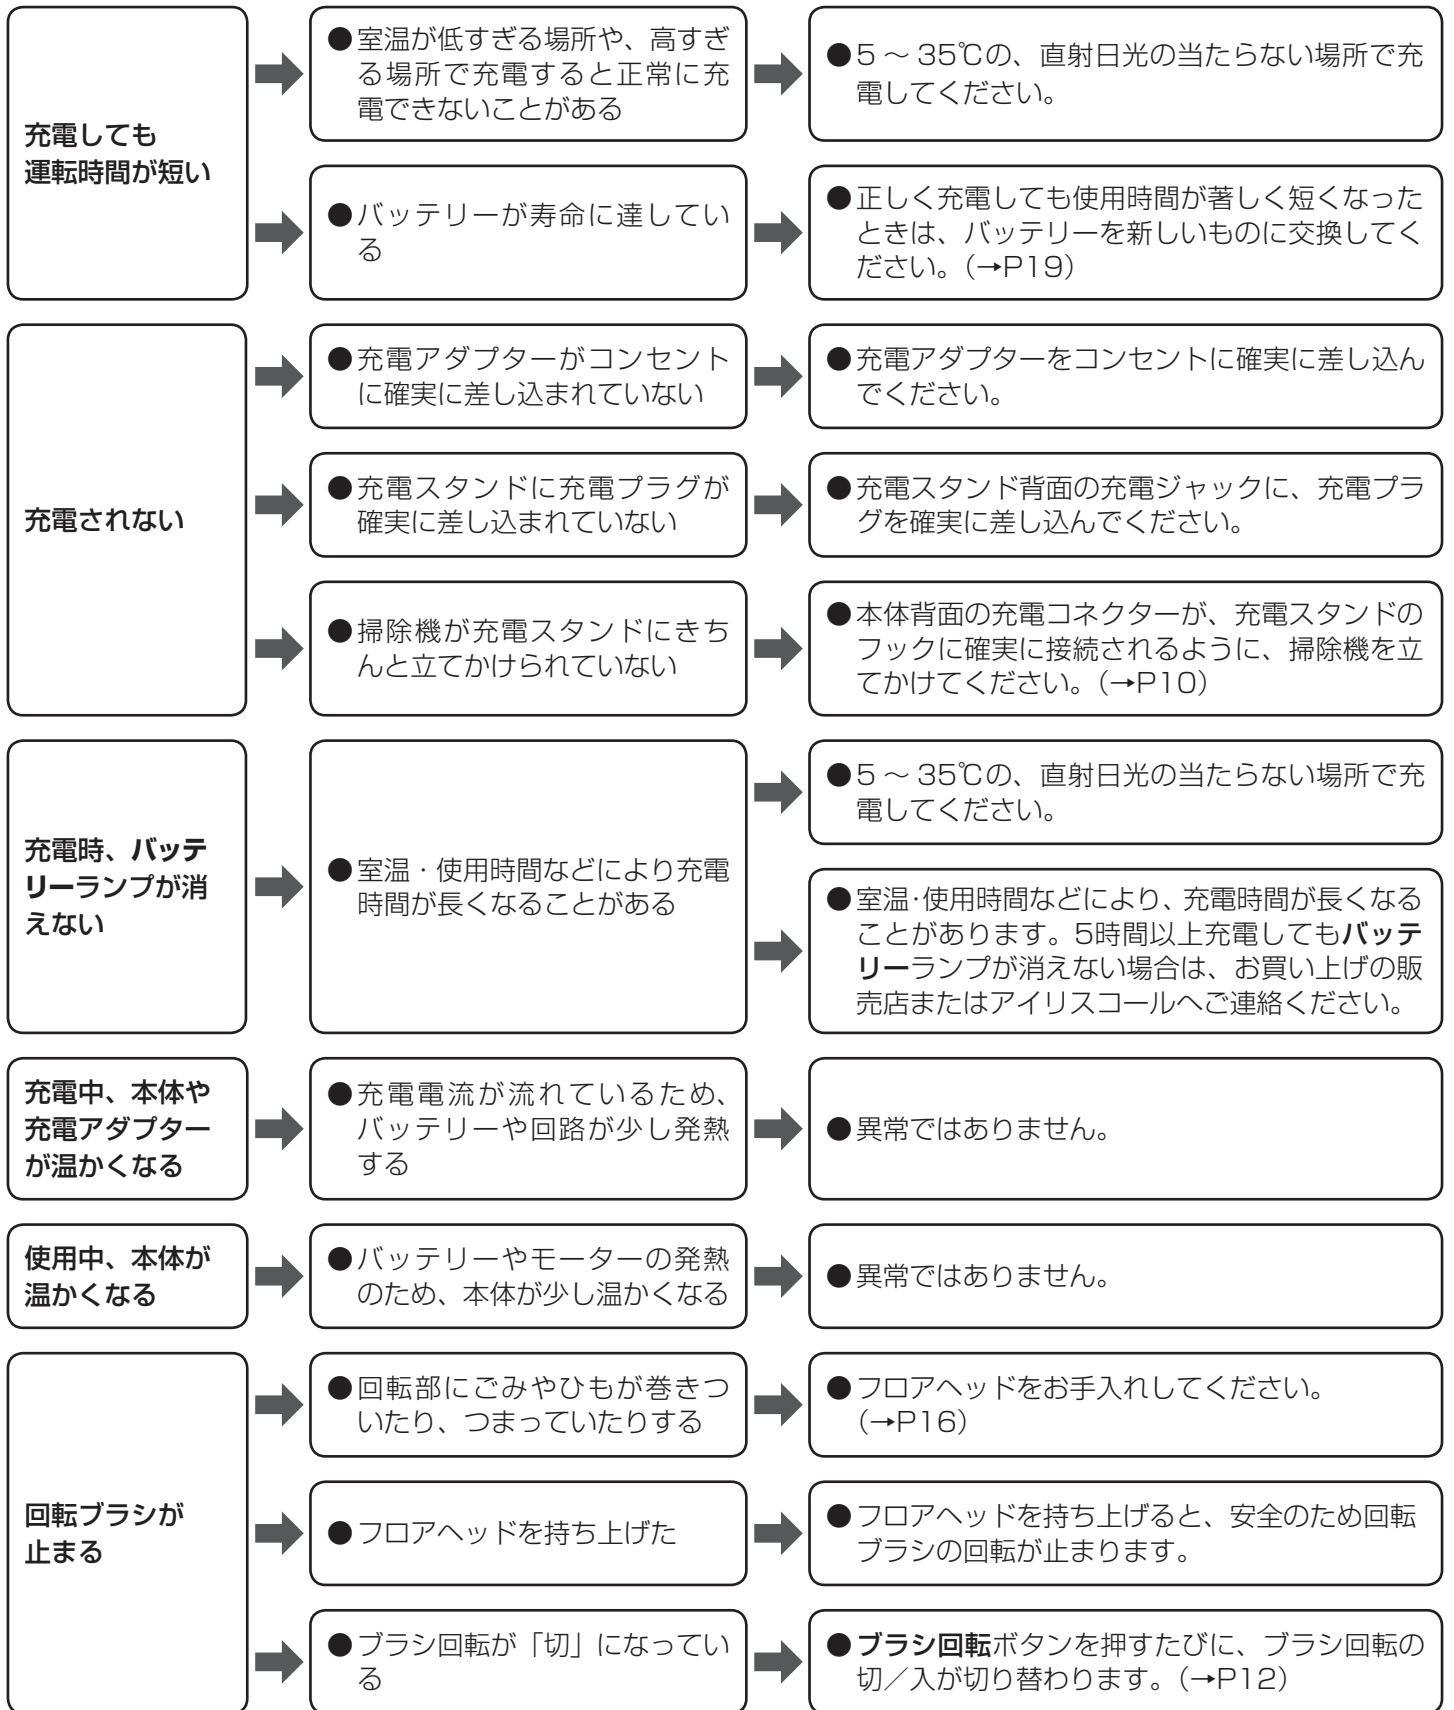 充電しても
運転時間が短い
●室温が低すぎる場所や、高すぎ
る場所で充電すると正常に充
電できないことがある
●5～35℃の、直射日光の当たらない場所で充
電してください。
●バッテリーが寿命に達してい
る
●正しく充電しても使用時間が著しく短くなった
ときは、バッテリーを新しいものに交換してく
ださい。（→P19）
充電されない
●充電アダプターがコンセント
に確実に差し込まれていない
●充電アダプターをコンセントに確実に差し込ん
でください。
●充電スタンドに充電プラグが
確実に差し込まれていない
●充電スタンド背面の充電ジャックに、充電プラ
グを確実に差し込んでください。
●掃除機が充電スタンドにきち
んと立てかけられていない
●本体背面の充電コネクターが、充電スタンドの
フックに確実に接続されるように、掃除機を立
てかけてください。（→P10）
充電時、バッテ
リーランプが消
えない
●室温・使用時間などにより充電
時間が長くなることがある
●5～35℃の、直射日光の当たらない場所で充
電してください。
●室温・使用時間などにより、充電時間が長くなる
ことがあります。5時間以上充電してもバッテ
リーランプが消えない場合は、お買い上げの販
売店またはアイリスコールへご連絡ください。
充電中、本体や
充電アダプター
が温かくなる
●充電電流が流れているため、
バッテリーや回路が少し発熱
する
●異常ではありません。
使用中、本体が
温かくなる
●バッテリーやモーターの発熱
のため、本体が少し温かくなる
●異常ではありません。
回転ブラシが
止まる
●回転部にごみやひもが巻きつ
いたり、つまっていたりする
●フロアヘッドをお手入れしてください。
（→P16）
●フロアヘッドを持ち上げた
●フロアヘッドを持ち上げると、安全のため回転
ブラシの回転が止まります。
●ブラシ回転が「切」になってい
る
●ブラシ回転ボタンを押すたびに、ブラシ回転の
切／入が切り替わります。（→P12）